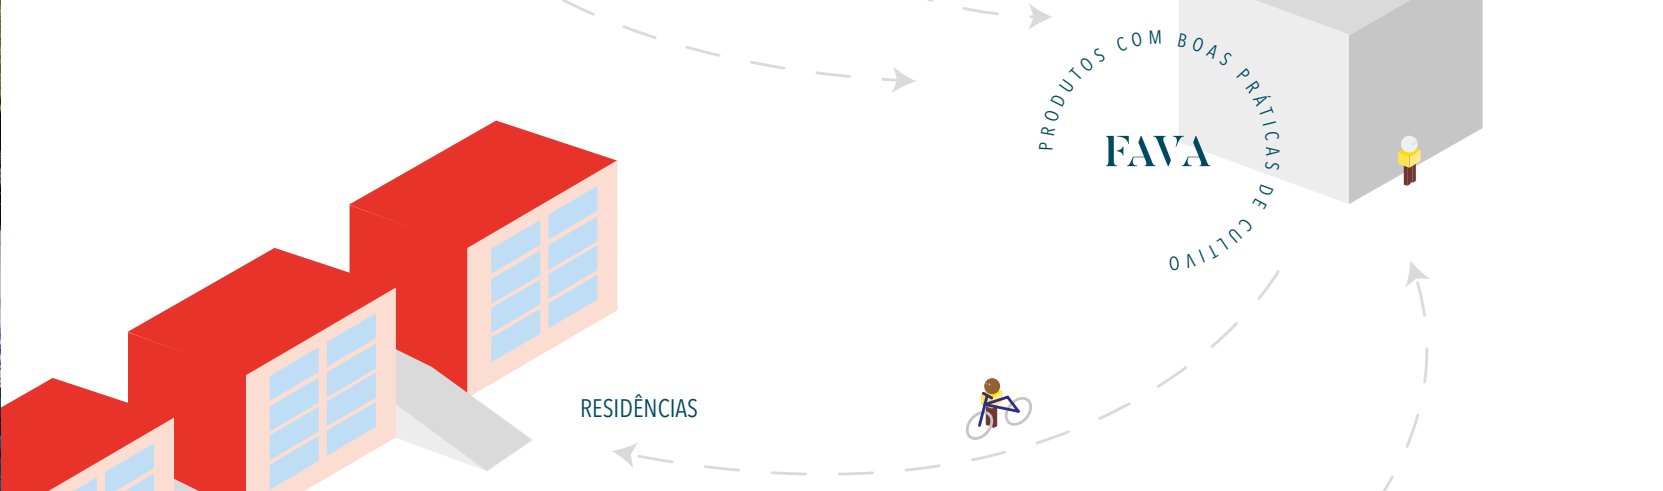 PRODUTOS COM BOAS PRÁTICAS DE CULTIVO
FAVA
RESIDÊNCIAS